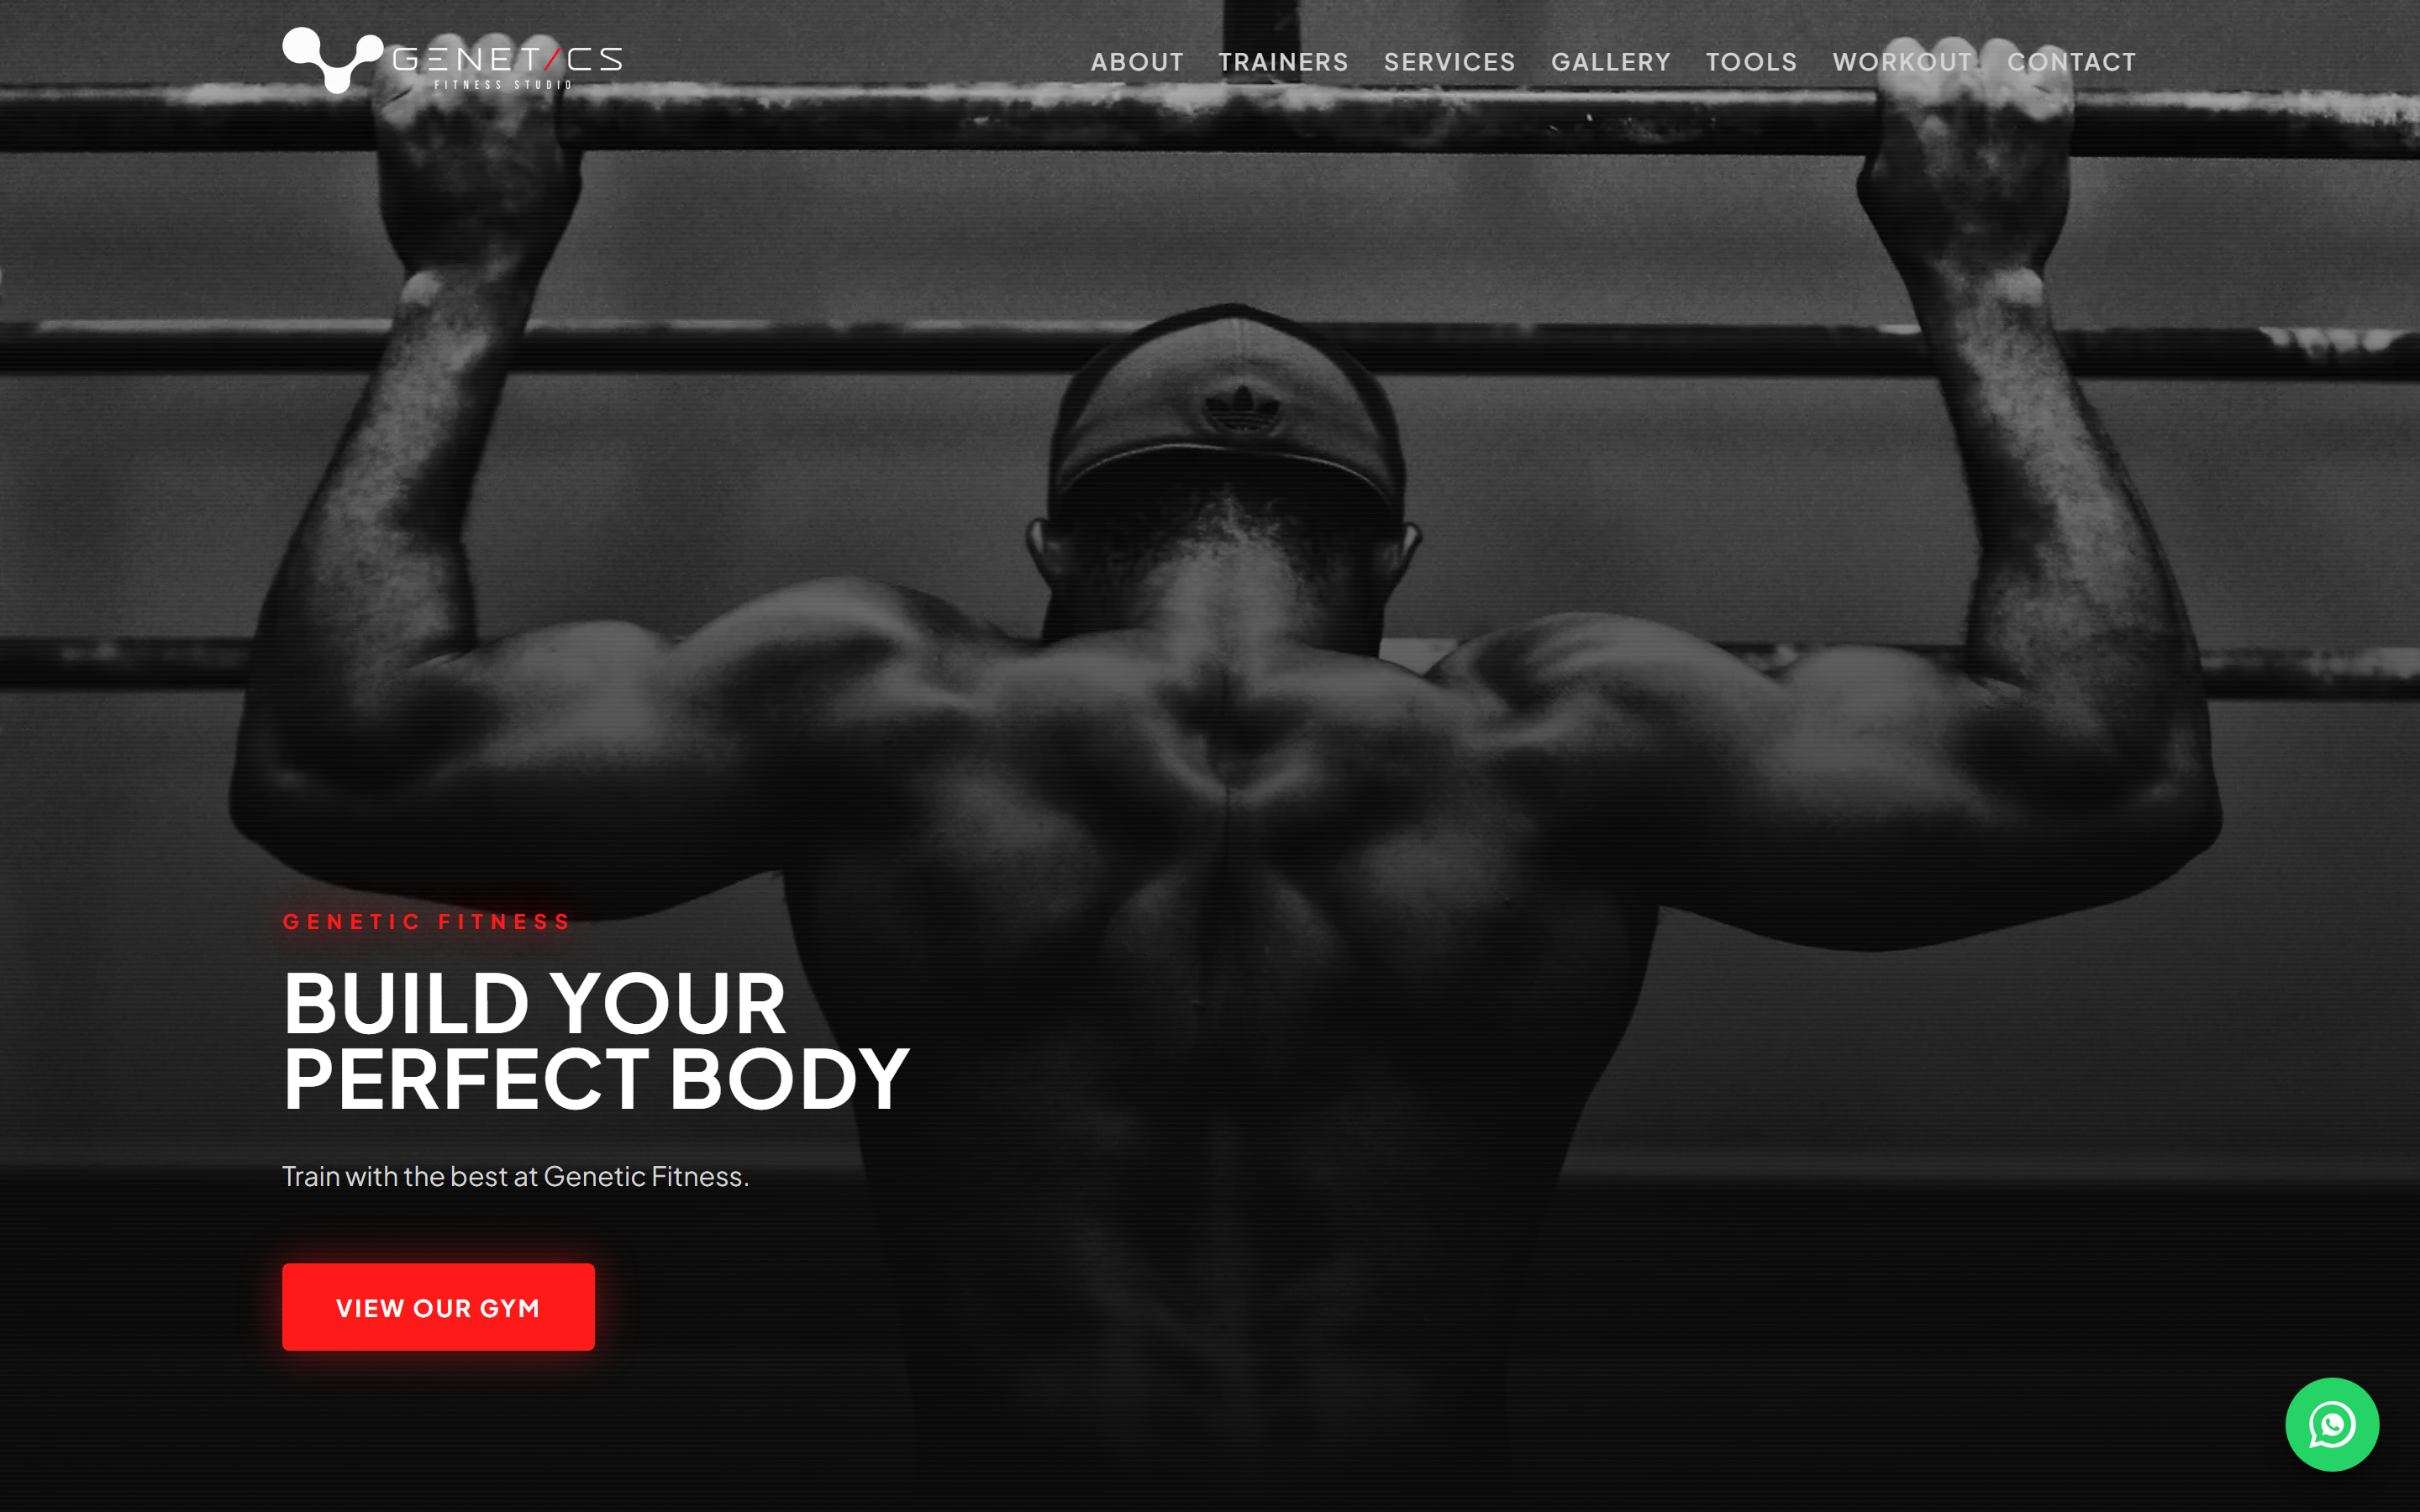 GENETICS
FITNESS STUDIO
ABOUT TRAINERS SERVICES GALLERY TOOLS WORKOUT CONTACT
GENETIC FITNESS
BUILD YOUR
PERFECT BODY
Train with the best at Genetic Fitness.
VIEW OUR GYM